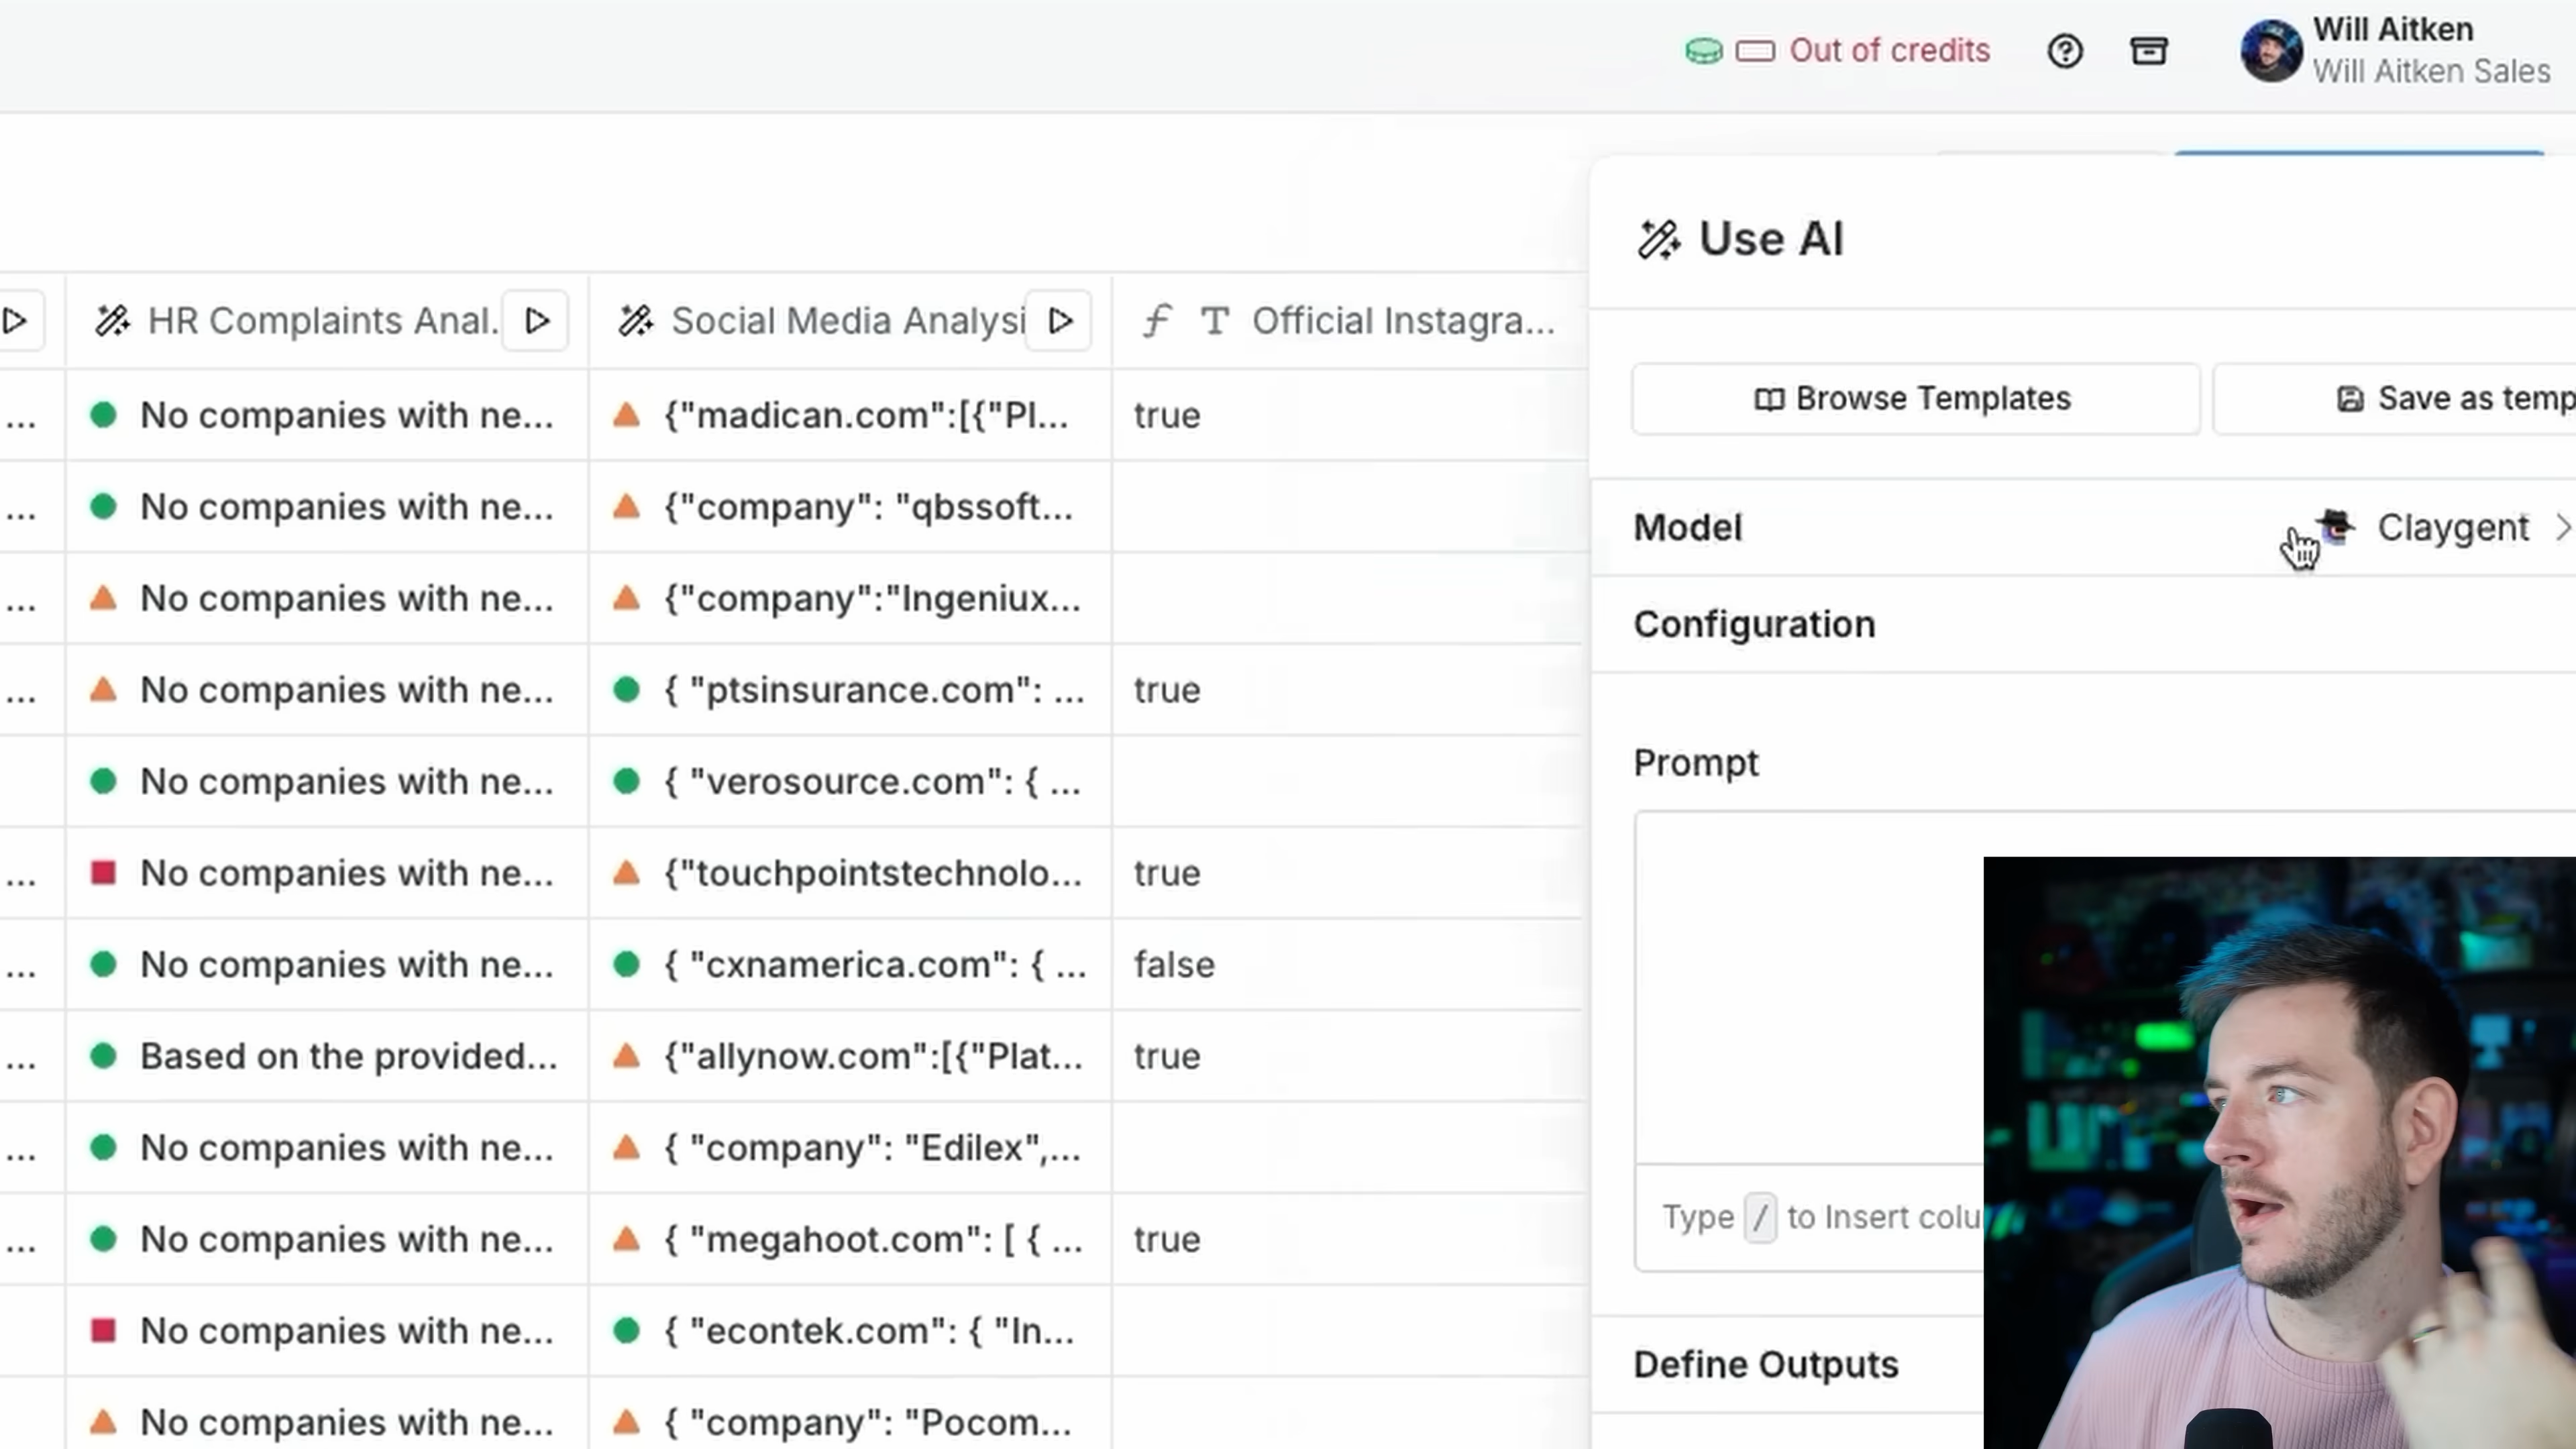 Out of credits
Will Aitken
Will Aitken Sales
Use AI
Browse Templates
Save as temp
Model
Claygent
Configuration
Prompt
Type / to Insert colu
Define Outputs
HR Complaints Anal.
Social Media Analysi
Official Instagra...
... No companies with ne... {"madican.com":[{"Pl... true
... No companies with ne... {"company": "qbssoft...
... No companies with ne... {"company":"Ingeniux...
... No companies with ne... { "ptsinsurance.com": ... true
No companies with ne... { "verosource.com": { ...
... No companies with ne... {"touchpointstechnolo... true
... No companies with ne... { "cxnamerica.com": { ... false
... Based on the provided... {"allynow.com":[{"Plat... true
... No companies with ne... { "company": "Edilex",...
... No companies with ne... { "megahoot.com": [ { ... true
No companies with ne... { "econtek.com": { "In...
No companies with ne... { "company": "Pocom...